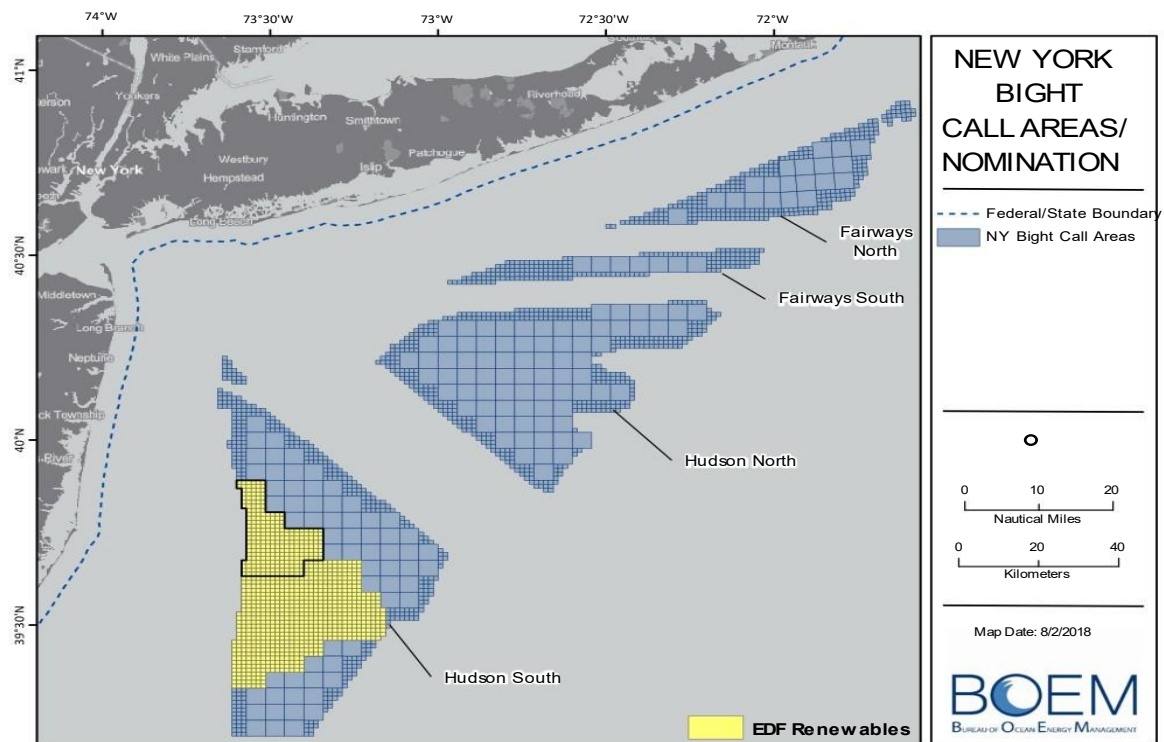 74°W
73°30'W
73°W
72°30'W
72°W
41°N
40°30'N
40°N
39°30'N
White Plains
Stamford
Yonkers
Huntington
Smithtown
Riverhead
Montauk
Westbury
Hempstead
Islip
Patchogue
New York
Long Beach
Middletown
Long Branch
Neptune
ck Township
River
Fairways
North
Fairways South
Hudson North
Hudson South
EDF Renewables
NEW YORK
BIGHT
CALL AREAS/
NOMINATION
Federal/State Boundary
NY Bight Call Areas
0 10 20
Nautical Miles
0 20 40
Kilometers
Map Date: 8/2/2018
BOEM
BUREAU OF OCEAN ENERGY MANAGEMENT